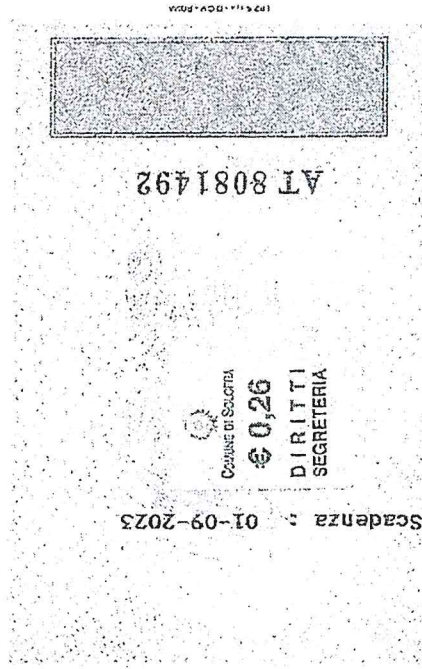 Scadenza : 01-09-2023
COMUNE DI SOLOFRA
€ 0,26
DIRITTI
SEGRETERIA
AT 8081492